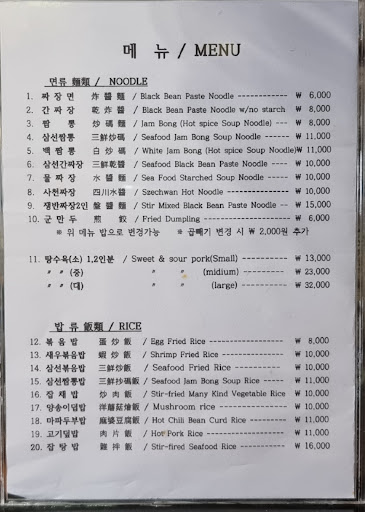 메 뉴 / MENU
면류 麵類 / NOODLE
1. 짜 장 면 炸 醬 麵 / Black Bean Paste Noodle ------------ ₩ 6,000
2. 간 짜 장 乾 炸 醬 / Black Bean Paste Noodle w/no starch ₩ 8,000
3. 짬 뽕 炒 碼 麵 / Jam Bong (Hot spice Soup Noodle) --- ₩ 8,000
4. 삼선짬뽕 三鮮炒碼 / Seafood Jam Bong Soup Noodle ------- ₩ 11,000
5. 백 짬 뽕 白 炒 碼 / White Jam Bong (Hot spice Soup Noodle)₩ 11,000
6. 삼선간짜장 三鮮乾醬 / Seafood Black Bean Paste Noodle ---- ₩ 10,000
7. 물 짜 장 水 醬 麵 / Sea Food Starched Soup Noodle ----- ₩ 10,000
8. 사천짜장 四川水醬 / Szechwan Hot Noodle ------------- ₩ 10,000
9. 쟁반짜장2인 盤 醬 麵 / Stir Mixed Black Bean Paste Noodle -- ₩ 15,000
10. 군 만 두 煎 餃 / Fried Dumpling ------------------ ₩ 6,000
※ 위 메뉴 밥으로 변경가능 ※ 곱빼기 변경 시 ₩ 2,000원 추가
11. 탕수육(소) 1,2인분 / Sweet & sour pork(Small) ----------- ₩ 13,000
〃 〃 (중) 〃 〃 (midium) --------- ₩ 23,000
〃 〃 (대) 〃 〃 (large) ---------- ₩ 32,000
밥 류 飯類 / RICE
12. 볶 음 밥 蛋 炒 飯 / Egg Fried Rice ------------------ ₩ 8,000
13. 새우볶음밥 蝦 炒 飯 / Shrimp Fried Rice --------------- ₩ 10,000
14. 삼선볶음밥 三鮮炒飯 / Seafood Fried Rice ------------- ₩ 10,000
15. 삼선짬뽕밥 三鮮抄碼飯 / Seafood Jam Bong Soup Rice ------- ₩ 11,000
16. 잡 채 밥 炒 肉 飯 / Stir-fried Many Kind Vegetable Rice ₩ 10,000
17. 양송이덮밥 洋蘑菇燴飯 / Mushroom rice ----------------- ₩ 10,000
18. 마파두부밥 麻婆豆腐飯 / Hot Chili Bean Curd Rice --------- ₩ 11,000
19. 고기덮밥 肉 片 飯 / Hot Pork Rice ------------------ ₩ 11,000
20. 잡 탕 밥 雜 拌 飯 / Stir-fired Seafood Rice ----------- ₩ 16,000